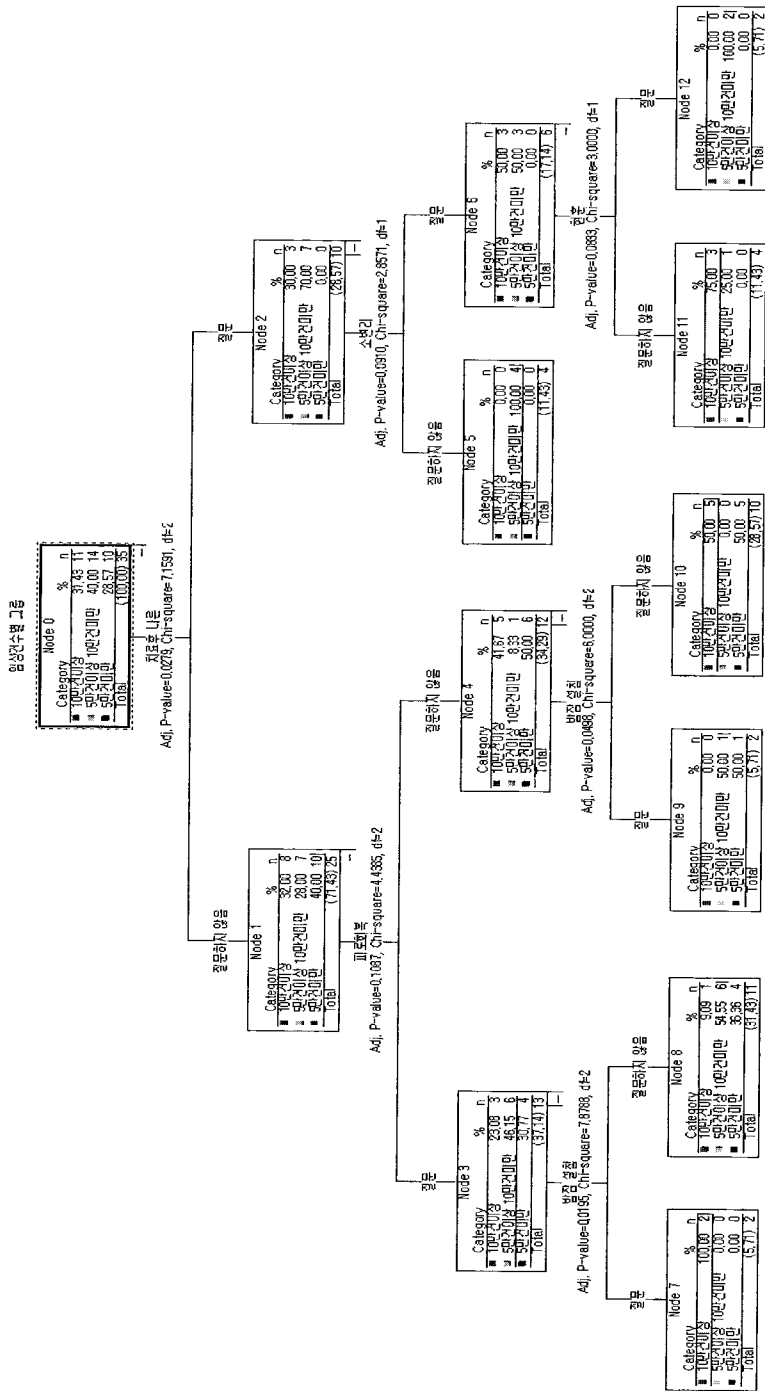 Node 0
Category % n
10만건이상 31,43 11
5만건이상 10만건미만 40,00 14
5만건미만 28,57 10
Total (100,00) 35
Adj. P-value=0,0279, Chi-square=7,1591, df=2
질문하지 않음
Node 1
Category % n
10만건이상 32,00 8
5만건이상 10만건미만 28,00 7
5만건미만 40,00 10
Total (71,43) 25
Adj. P-value=0,1087, Chi-square=4,4385, df=2
질문
Node 2
Category % n
10만건이상 30,00 3
5만건이상 10만건미만 70,00 7
5만건미만 0,00 0
Total (28,57) 10
Adj. P-value=0,0910, Chi-square=2,8571, df=1
질문
Node 3
Category % n
10만건이상 23,08 3
5만건이상 10만건미만 46,15 6
5만건미만 30,77 4
Total (37,14) 13
Adj. P-value=0,0195, Chi-square=7,8788, df=2
질문하지 않음
Node 4
Category % n
10만건이상 41,67 5
5만건이상 10만건미만 8,33 1
5만건미만 50,00 6
Total (34,29) 12
Adj. P-value=0,0498, Chi-square=6,0000, df=2
질문하지 않음
Node 5
Category % n
10만건이상 0,00 0
5만건이상 10만건미만 100,00 4
5만건미만 0,00 0
Total (11,43) 4
질문
Node 6
Category % n
10만건이상 50,00 3
5만건이상 10만건미만 50,00 3
5만건미만 0,00 0
Total (17,14) 6
Adj. P-value=0,0833, Chi-square=3,0000, df=1
질문
Node 7
Category % n
10만건이상 100,00 2
5만건이상 10만건미만 0,00 0
5만건미만 0,00 0
Total (5,71) 2
질문하지 않음
Node 8
Category % n
10만건이상 9,09 1
5만건이상 10만건미만 54,55 6
5만건미만 36,36 4
Total (31,43) 11
질문
Node 9
Category % n
10만건이상 0,00 0
5만건이상 10만건미만 50,00 1
5만건미만 50,00 1
Total (5,71) 2
질문하지 않음
Node 10
Category % n
10만건이상 50,00 5
5만건이상 10만건미만 0,00 0
5만건미만 50,00 5
Total (28,57) 10
질문하지 않음
Node 11
Category % n
10만건이상 75,00 3
5만건이상 10만건미만 25,00 1
5만건미만 0,00 0
Total (11,43) 4
질문
Node 12
Category % n
10만건이상 0,00 0
5만건이상 10만건미만 100,00 2
5만건미만 0,00 0
Total (5,71) 2